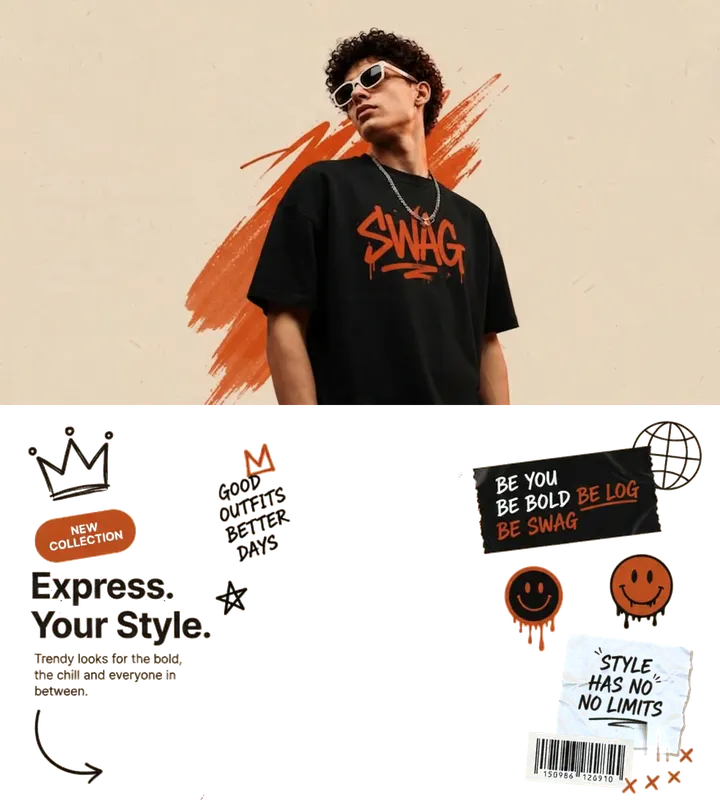 SWAG
NEW
COLLECTION
Express.
Your Style.
Trendy looks for the bold,
the chill and everyone in
between.
GOOD
OUTFITS
BETTER
DAYS
BE YOU
BE BOLD BE LOG
BE SWAG
STYLE
HAS NO
NO LIMITS
150986 126910